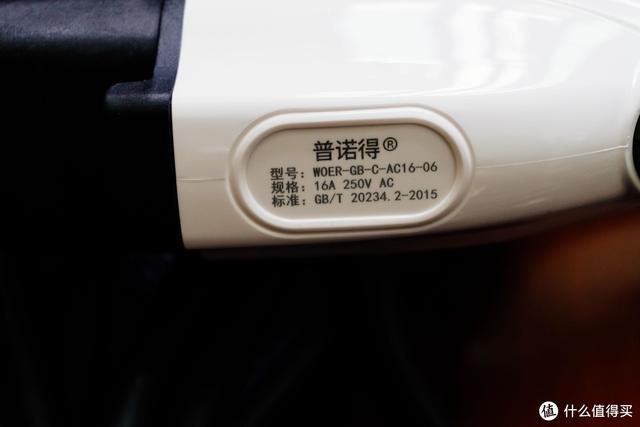 普诺得®
型号: WOER-GB-C-AC16-06
规格: 16A 250V AC
标准: GB/T 20234.2-2015
值 什么值得买